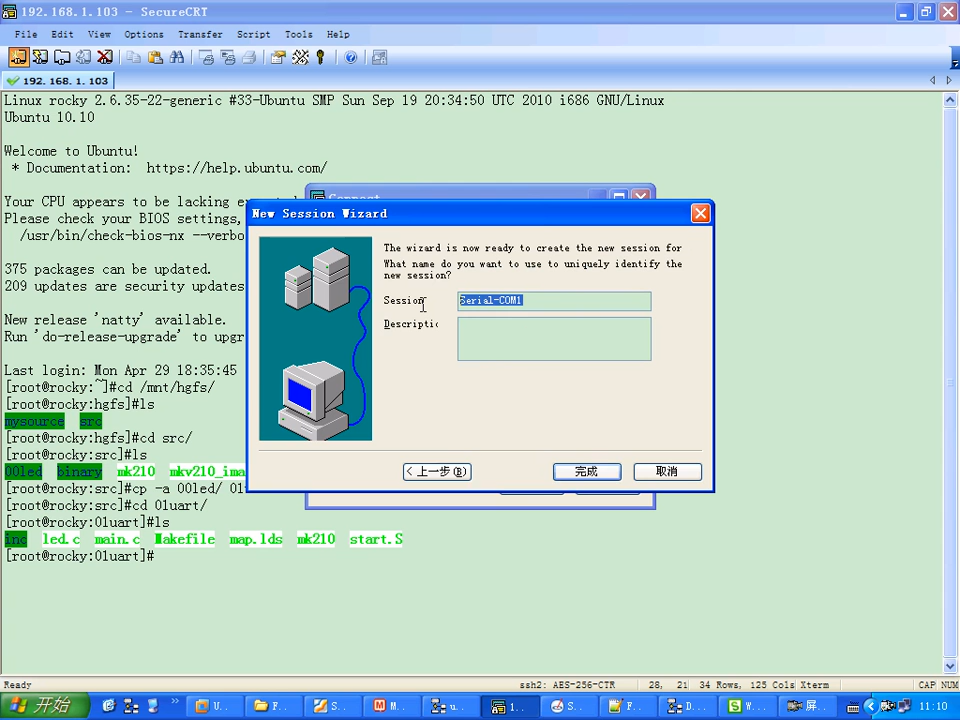 192.168.1.103 - SecureCRT
File Edit View Options Transfer Script Tools Help
192.168.1.103
Linux rocky 2.6.35-22-generic #33-Ubuntu SMP Sun Sep 19 20:34:50 UTC 2010 i686 GNU/Linux
Ubuntu 10.10
Welcome to Ubuntu!
* Documentation: https://help.ubuntu.com/
Your CPU appears to be lacking
Please check your BIOS settings,
/usr/bin/check-bios-nx --verbo
375 packages can be updated.
209 updates are security updates
New release 'natty' available.
Run 'do-release-upgrade' to upgr
Last login: Mon Apr 29 18:35:45
[root@rocky:~]#cd /mnt/hgfs/
[root@rocky:hgfs]#ls
mysource src
[root@rocky:hgfs]#cd src/
[root@rocky:src]#ls
00led binary mk210 mkv210_ima
[root@rocky:src]#cp -a 00led/ 01
[root@rocky:src]#cd 01uart/
[root@rocky:01uart]#ls
inc led.c main.c Makefile map.lds mk210 start.S
[root@rocky:01uart]#
Connect
New Session Wizard
The wizard is now ready to create the new session for
What name do you want to use to uniquely identify the
new session?
Session Serial-COM1
Descriptic
< 上一步(B) 完成 取消
Ready ssh2: AES-256-CTR 28, 21 34 Rows, 125 Cols Xterm CAP NUM
开始 U... F... S... M... u... 1... S... F... D... W... 屏... 11:10